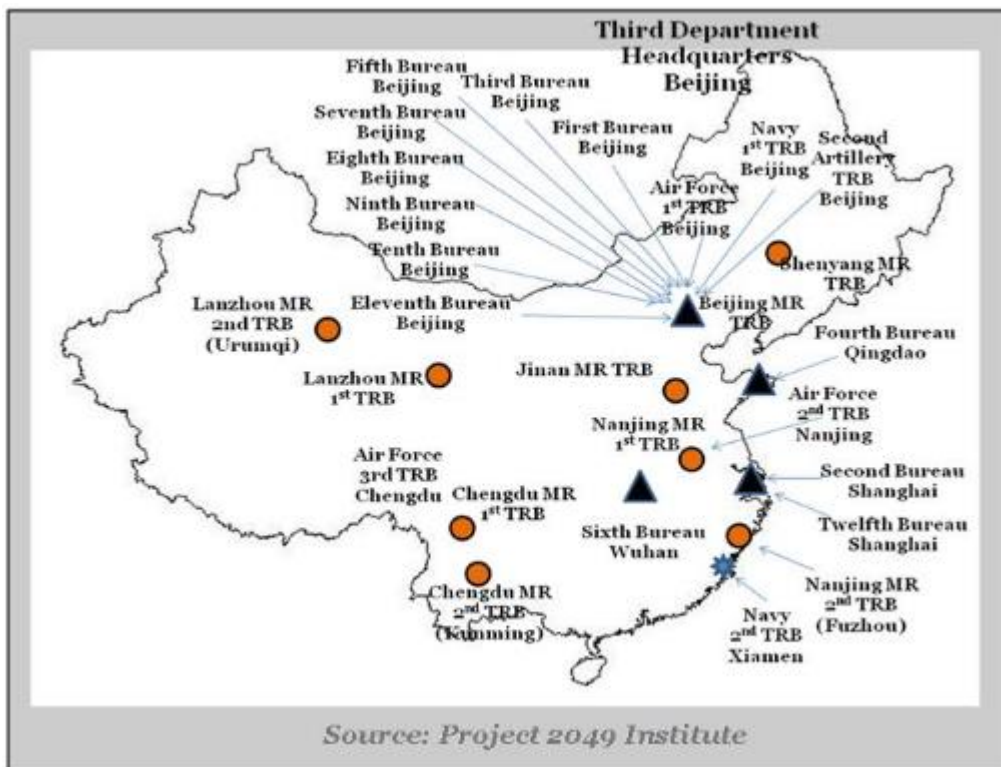 Third Department
Headquarters
Beijing
Fifth Bureau
Beijing
Third Bureau
Beijing
Seventh Bureau
Beijing
First Bureau
Beijing
Navy
1st TRB
Beijing
Second
Artillery
TRB
Beijing
Eighth Bureau
Beijing
Air Force
1st TRB
Beijing
Ninth Bureau
Beijing
Tenth Bureau
Beijing
Shenyang MR
TRB
Eleventh Bureau
Beijing
Beijing MR
TRB
Lanzhou MR
2nd TRB
(Urumqi)
Fourth Bureau
Qingdao
Lanzhou MR
1st TRB
Jinan MR TRB
Air Force
2nd TRB
Nanjing
Nanjing MR
1st TRB
Air Force
3rd TRB
Chengdu
Chengdu MR
1st TRB
Second Bureau
Shanghai
Sixth Bureau
Wuhan
Twelfth Bureau
Shanghai
Chengdu MR
2nd TRB
(Kunming)
Nanjing MR
2nd TRB
(Fuzhou)
Navy
2nd TRB
Xiamen
Source: Project 2049 Institute